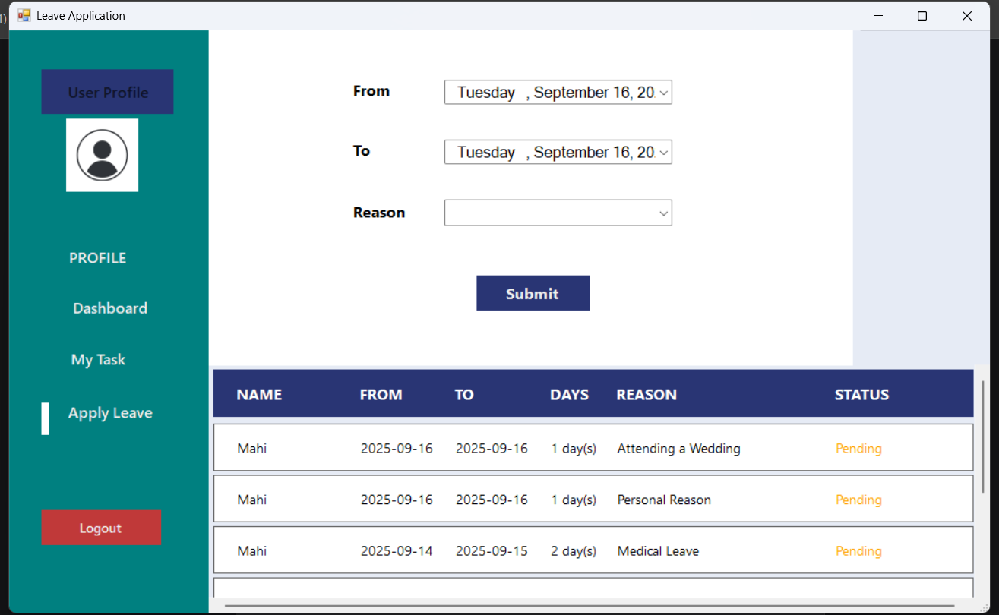 Leave Application
User Profile
PROFILE
Dashboard
My Task
Apply Leave
Logout
From Tuesday , September 16, 20
To Tuesday , September 16, 20
Reason
Submit
NAME FROM TO DAYS REASON STATUS
Mahi 2025-09-16 2025-09-16 1 day(s) Attending a Wedding Pending
Mahi 2025-09-16 2025-09-16 1 day(s) Personal Reason Pending
Mahi 2025-09-14 2025-09-15 2 day(s) Medical Leave Pending